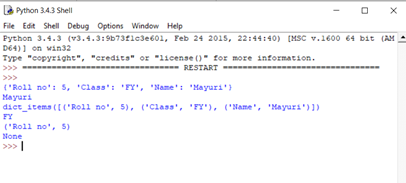 Python 3.4.3 Shell
File Edit Shell Debug Options Window Help
Python 3.4.3 (v3.4.3:9b73f1c3e601, Feb 24 2015, 22:44:40) [MSC v.1600 64 bit (AM
D64)] on win32
Type "copyright", "credits" or "license()" for more information.
>>> ================================ RESTART ================================
>>>
{'Roll no': 5, 'Class': 'FY', 'Name': 'Mayuri'}
Mayuri
dict_items([('Roll no', 5), ('Class', 'FY'), ('Name', 'Mayuri')])
FY
('Roll no', 5)
None
>>>